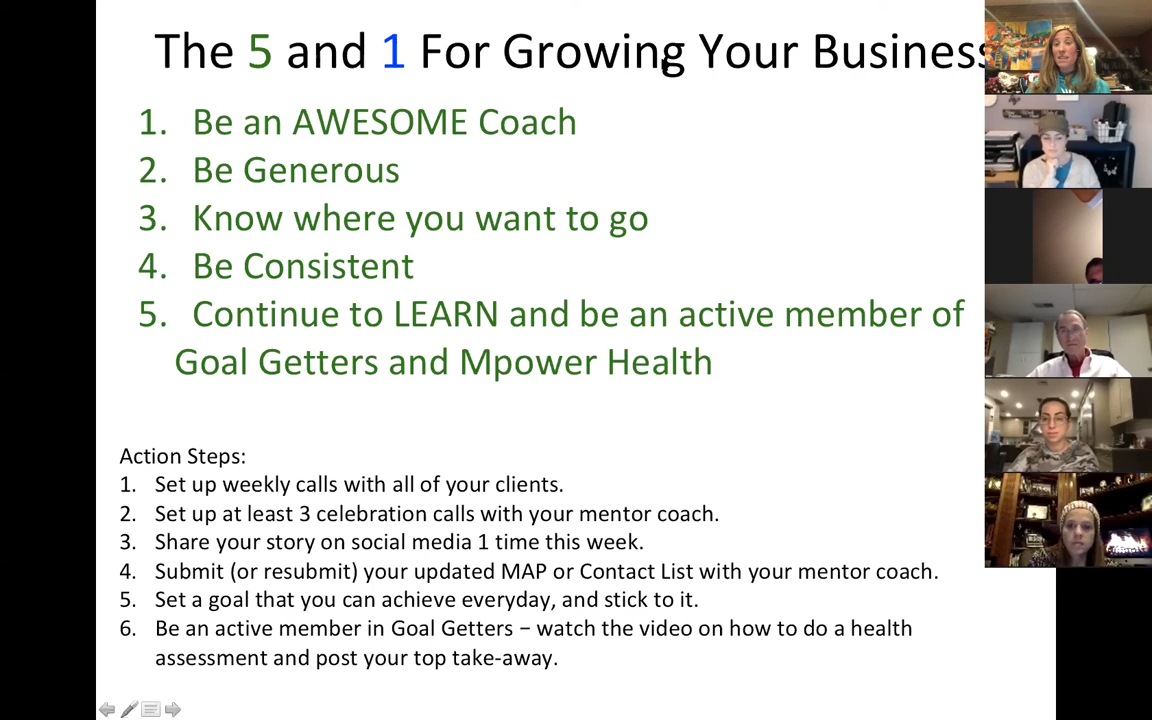 The 5 and 1 For Growing Your Business
1. Be an AWESOME Coach
2. Be Generous
3. Know where you want to go
4. Be Consistent
5. Continue to LEARN and be an active member of
Goal Getters and Mpower Health
Action Steps:
1. Set up weekly calls with all of your clients.
2. Set up at least 3 celebration calls with your mentor coach.
3. Share your story on social media 1 time this week.
4. Submit (or resubmit) your updated MAP or Contact List with your mentor coach.
5. Set a goal that you can achieve everyday, and stick to it.
6. Be an active member in Goal Getters – watch the video on how to do a health
assessment and post your top take-away.